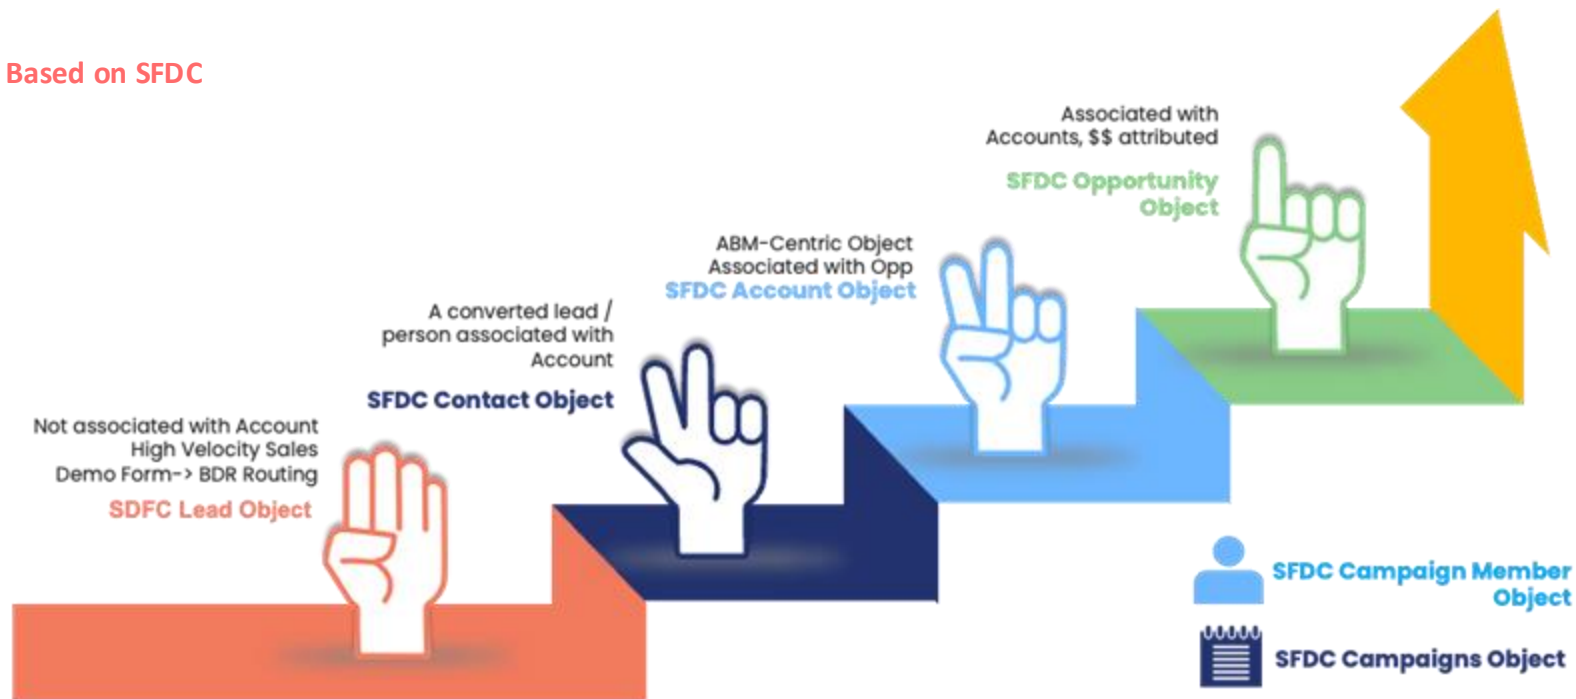 Based on SFDC
Associated with
Accounts, $$ attributed
SFDC Opportunity
Object
ABM-Centric Object
Associated with Opp
SFDC Account Object
A converted lead /
person associated with
Account
SFDC Contact Object
Not associated with Account
High Velocity Sales
Demo Form-> BDR Routing
SDFC Lead Object
SFDC Campaign Member
Object
SFDC Campaigns Object